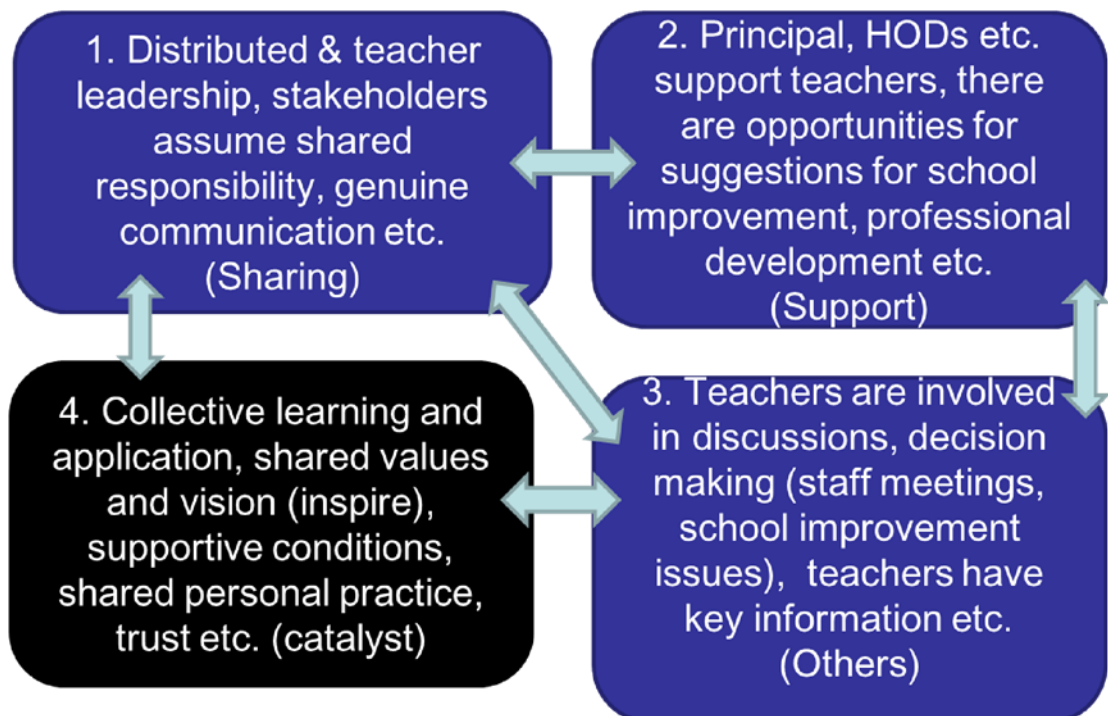 1. Distributed & teacher
leadership, stakeholders
assume shared
responsibility, genuine
communication etc.
(Sharing)
2. Principal, HODs etc.
support teachers, there
are opportunities for
suggestions for school
improvement, professional
development etc.
(Support)
3. Teachers are involved
in discussions, decision
making (staff meetings,
school improvement
issues),  teachers have
key information etc.
(Others)
4. Collective learning and
application, shared values
and vision (inspire),
supportive conditions,
shared personal practice,
trust etc. (catalyst)